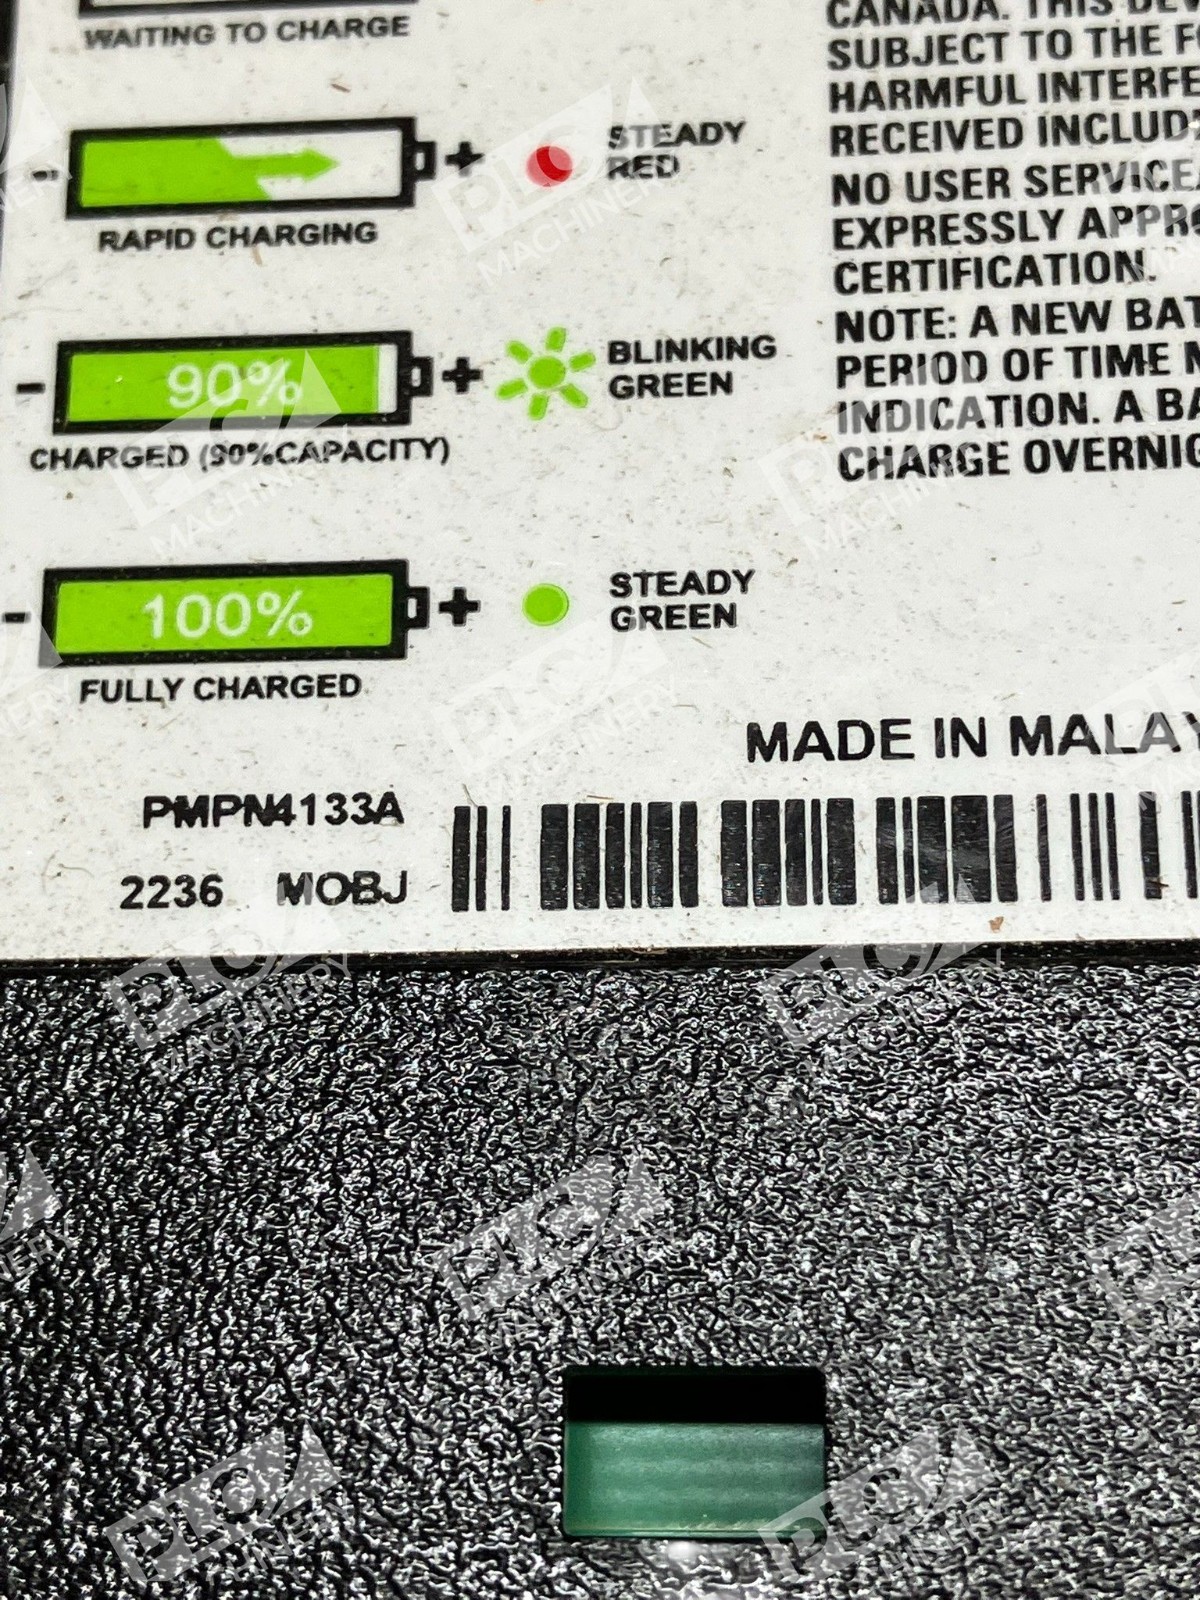 WAITING TO CHARGE
- + STEADY
RED
RAPID CHARGING
- 90% + BLINKING
GREEN
CHARGED (90%CAPACITY)
- 100% + STEADY
GREEN
FULLY CHARGED
CANADA. THIS
SUBJECT TO THE
HARMFUL
RECEIVED
NO USER
EXPRESSLY
CERTIFICATION.
NOTE: A NEW
PERIOD OF TIME
INDICATION. A
CHARGE
MADE IN
PMPN4133A
2236 MOBJ
PLC
MACHINERY